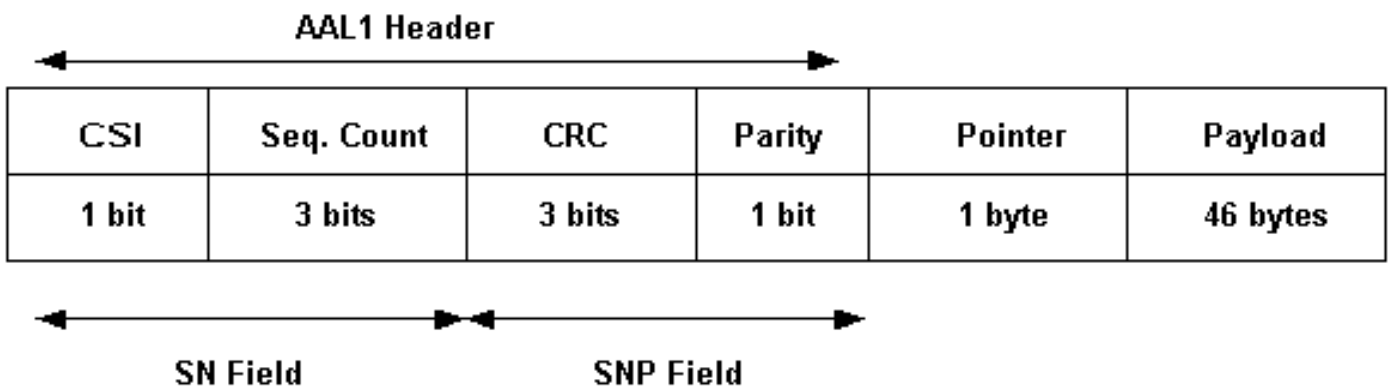 AAL1 Header
CSI Seq. Count CRC Parity Pointer Payload
1 bit 3 bits 3 bits 1 bit 1 byte 46 bytes
SN Field SNP Field